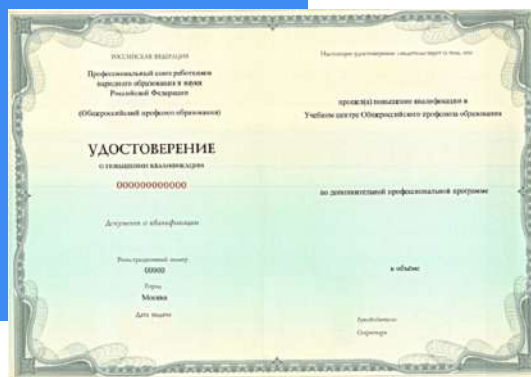 РОССИЙСКАЯ ФЕДЕРАЦИЯ
Профессиональный союз работников
народного образования и науки
Российской Федерации
(Общероссийский профсоюз образования)
УДОСТОВЕРЕНИЕ
О ПОВЫШЕНИИ КВАЛИФИКАЦИИ
000000000000
Документ о квалификации
Регистрационный номер
00000
Город
Москва
Дата выдачи
Настоящее удостоверение свидетельствует о том, что
прошел(а) повышение квалификации в
Учебном центре Общероссийского профсоюза образования
по дополнительной профессиональной программе
в объёме
Руководитель
Секретарь